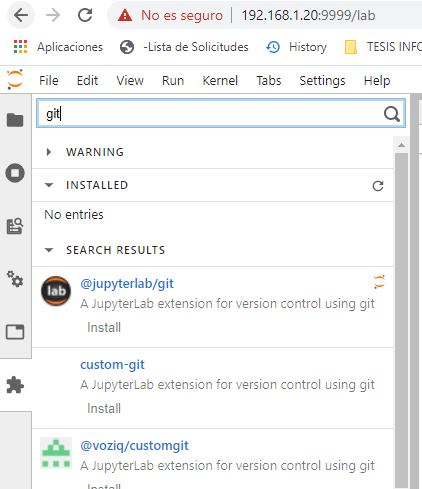 No es seguro | 192.168.1.20:9999/lab
Aplicaciones -Lista de Solicitudes History TESIS INFO
File Edit View Run Kernel Tabs Settings Help
git
WARNING
INSTALLED
No entries
SEARCH RESULTS
lab @jupyterlab/git
A JupyterLab extension for version control using git
Install
custom-git
A JupyterLab extension for version control using git
Install
@voziq/customgit
A JupyterLab extension for version control using git
Install